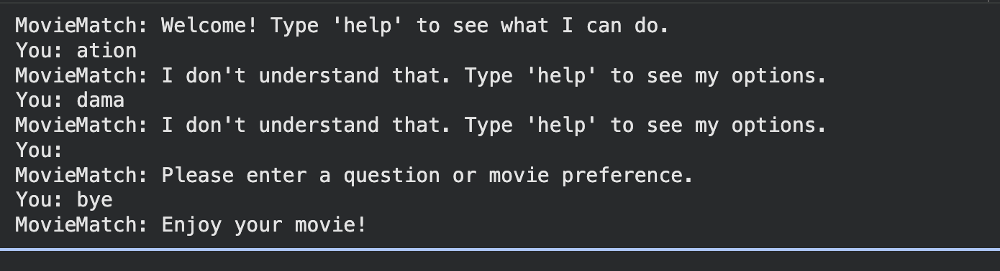 MovieMatch: Welcome! Type 'help' to see what I can do.
You: ation
MovieMatch: I don't understand that. Type 'help' to see my options.
You: dama
MovieMatch: I don't understand that. Type 'help' to see my options.
You:
MovieMatch: Please enter a question or movie preference.
You: bye
MovieMatch: Enjoy your movie!